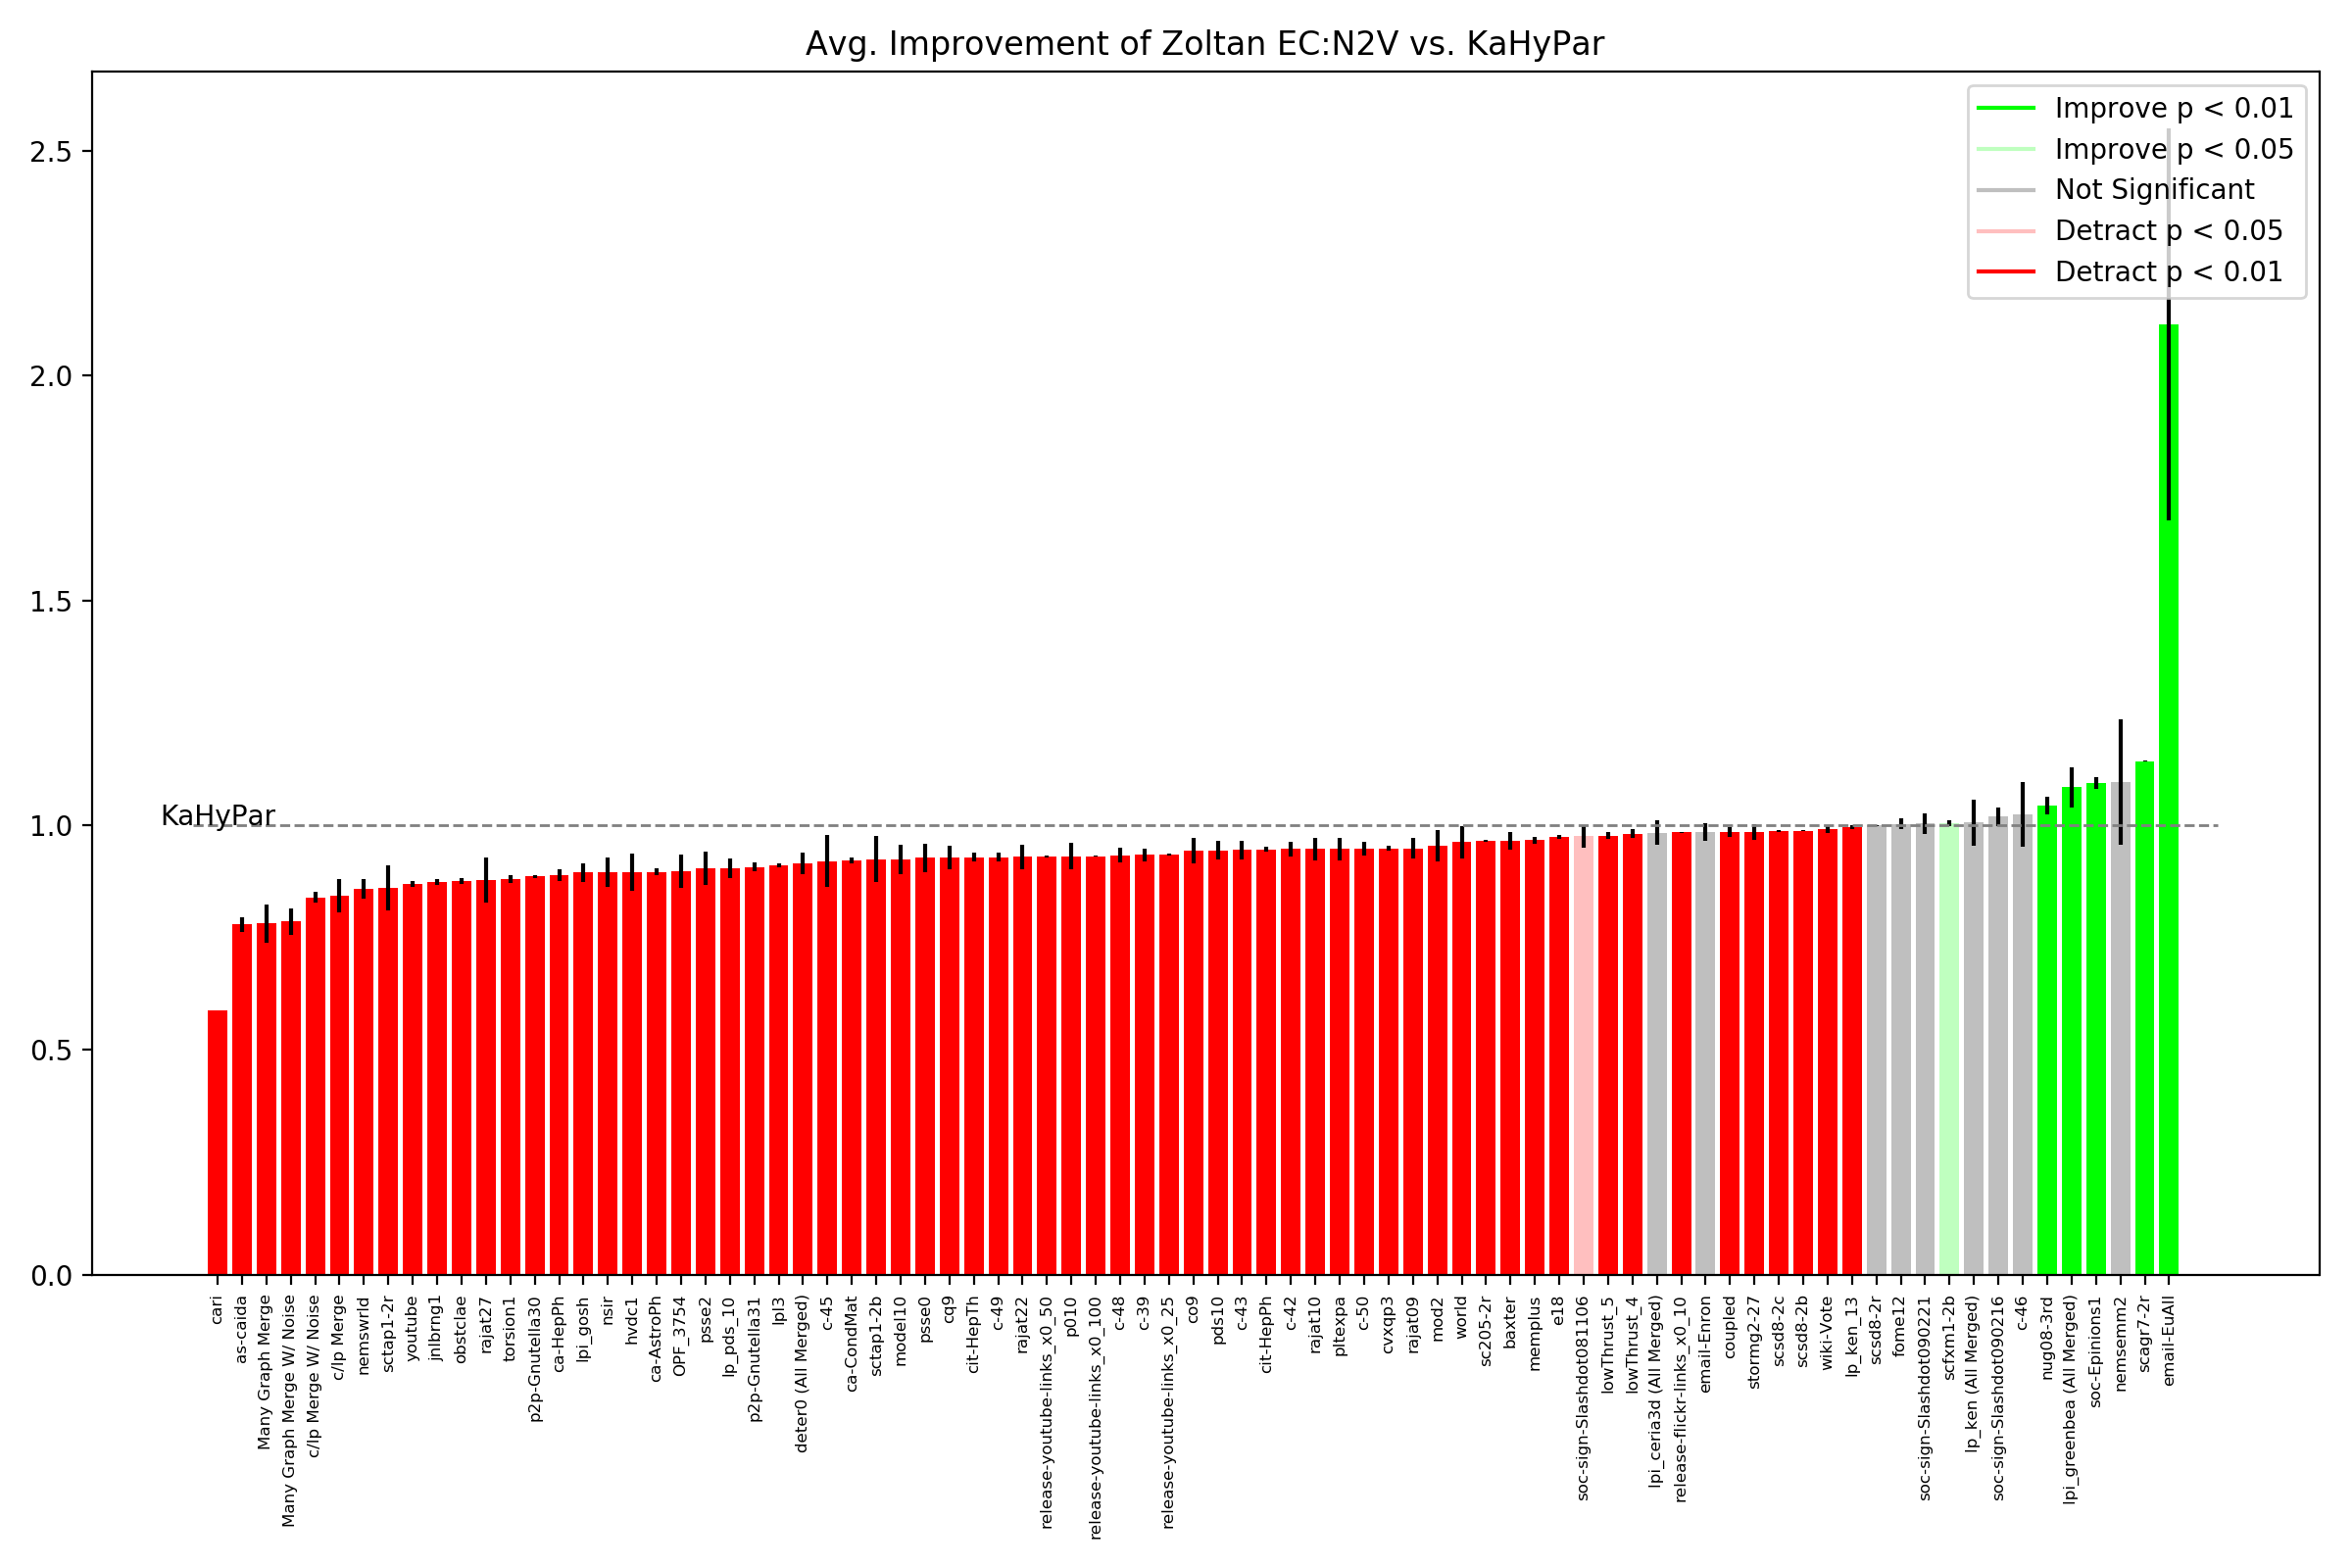 Avg. Improvement of Zoltan EC:N2V vs. KaHyPar
2.5
2.0
1.5
1.0
0.5
0.0
Improve p < 0.01
Improve p < 0.05
Not Significant
Detract p < 0.05
Detract p < 0.01
KaHyPar
cari
as-caida
Many Graph Merge
Many Graph Merge W/ Noise
c/lp Merge W/ Noise
c/lp Merge
nemswrld
sctap1-2r
youtube
jnlbrng1
obstclae
rajat27
torsion1
p2p-Gnutella30
ca-HepPh
lpi_gosh
nsir
hvdc1
ca-AstroPh
OPF_3754
psse2
lp_pds_10
p2p-Gnutella31
lpl3
deter0 (All Merged)
c-45
ca-CondMat
sctap1-2b
model10
psse0
cq9
cit-HepTh
c-49
rajat22
release-youtube-links_x0_50
p010
release-youtube-links_x0_100
c-48
c-39
release-youtube-links_x0_25
co9
pds10
c-43
cit-HepPh
c-42
rajat10
pltexpa
c-50
cvxqp3
rajat09
mod2
world
sc205-2r
baxter
memplus
e18
soc-sign-Slashdot081106
lowThrust_5
lowThrust_4
lpi_ceria3d (All Merged)
release-flickr-links_x0_10
email-Enron
coupled
stormg2-27
scsd8-2c
scsd8-2b
wiki-Vote
lp_ken_13
scsd8-2r
fome12
soc-sign-Slashdot090221
scfxm1-2b
lp_ken (All Merged)
soc-sign-Slashdot090216
c-46
nug08-3rd
lpi_greenbea (All Merged)
soc-Epinions1
nemsemm2
scagr7-2r
email-EuAll